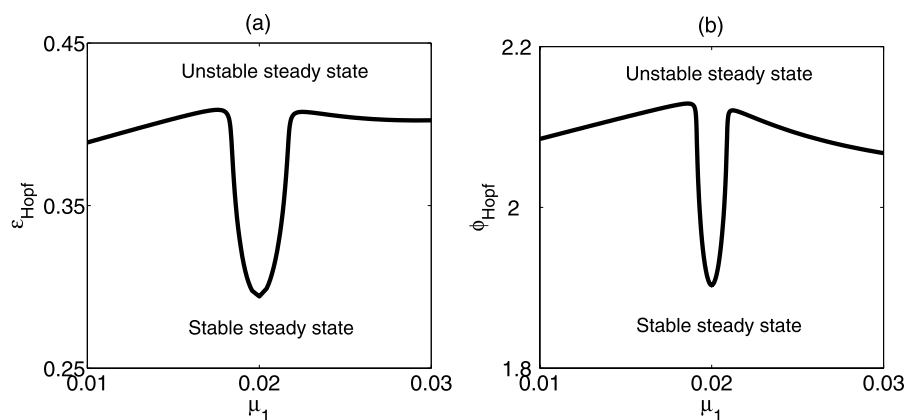 (a)
0.45
Unstable steady state
0.35
ε_Hopf
Stable steady state
0.25
0.01 0.02 0.03
μ_1
(b)
2.2
Unstable steady state
2
ϕ_Hopf
Stable steady state
1.8
0.01 0.02 0.03
μ_1